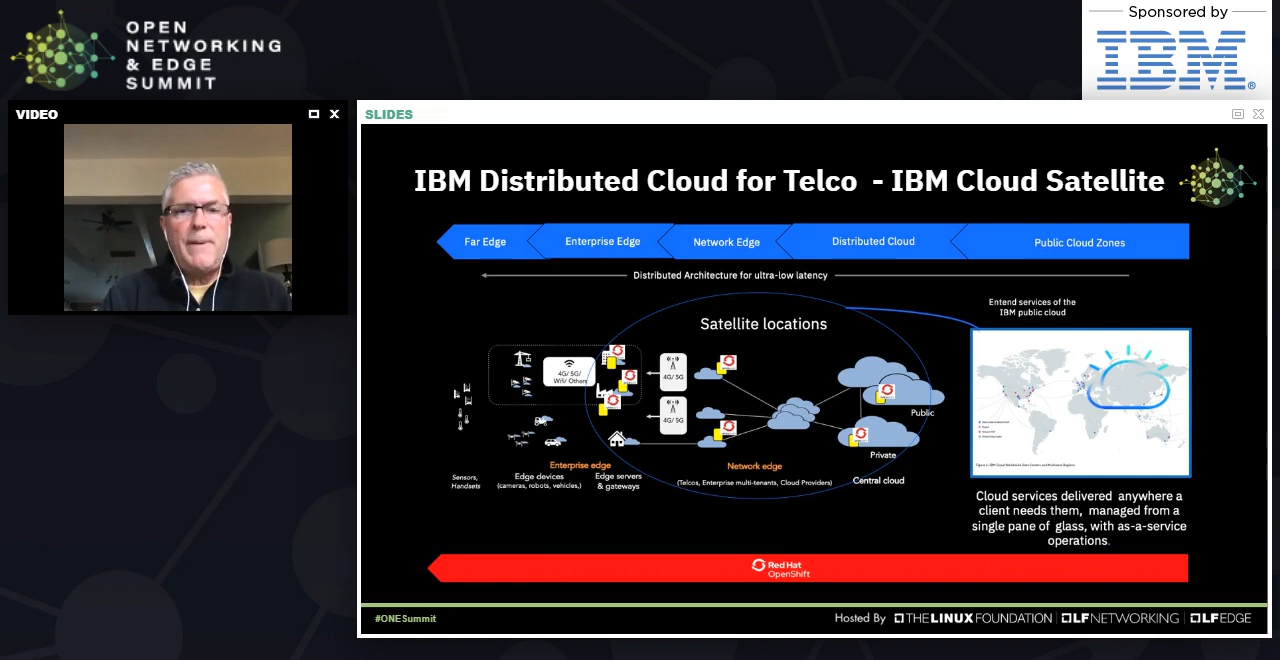 OPEN
NETWORKING
& EDGE
SUMMIT
Sponsored by
IBM®
VIDEO
SLIDES
IBM Distributed Cloud for Telco - IBM Cloud Satellite
Far Edge
Enterprise Edge
Network Edge
Distributed Cloud
Public Cloud Zones
Distributed Architecture for ultra-low latency
Entend services of the
IBM public cloud
Satellite locations
4G/ 5G/
Wifi/ Others
4G/ 5G
4G/ 5G
Public
Private
Central cloud
Sensors,
Handsets
Enterprise edge
Edge devices
(cameras, robots, vehicles,)
Edge servers
& gateways
Network edge
(Telcos, Enterprise multi-tenants, Cloud Providers)
Cloud services delivered anywhere a
client needs them, managed from a
single pane of glass, with as-a-service
operations.
Red Hat
OpenShift
#ONESummit
Hosted By
THE LINUX FOUNDATION
LF NETWORKING
LF EDGE